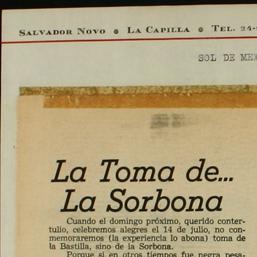 SALVADOR NOVO • LA CAPILLA • TEL. 24-
SOL DE MEX
La Toma de...
La Sorbona
Cuando el domingo próximo, querido conter-
tulio, celebremos alegres el 14 de julio, no con-
memoraremos (la experiencia lo abona) toma de
la Bastilla, sino de la Sorbona.
Porque si en otros tiempos fue negra pesa-